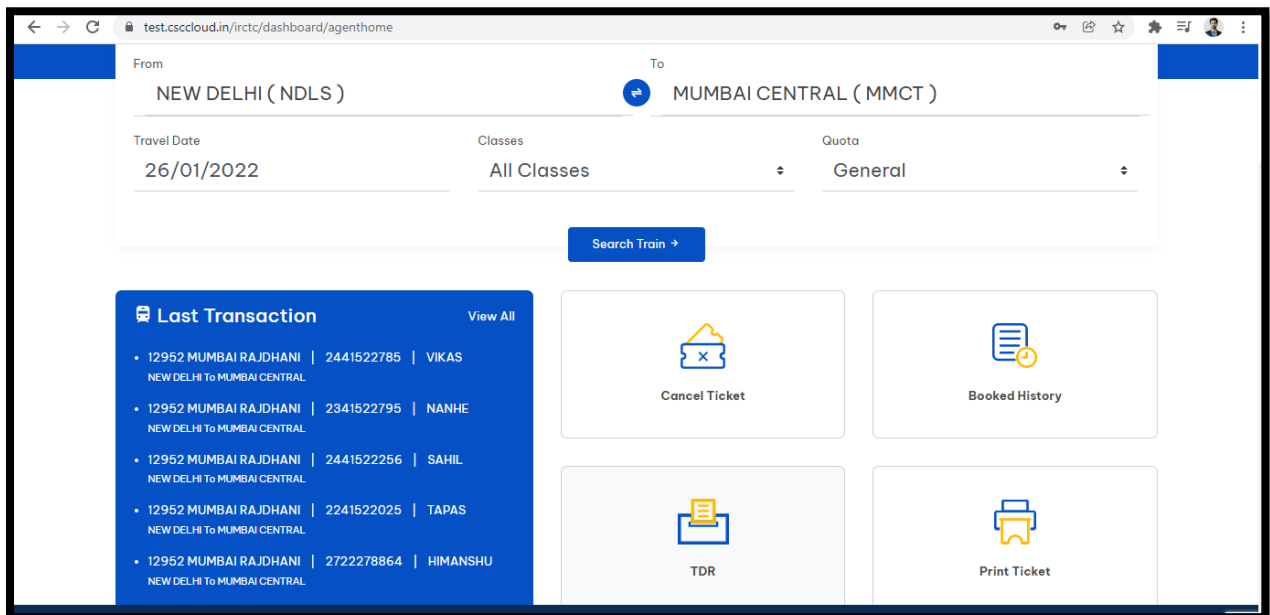 test.csccloud.in/irctc/dashboard/agenthome
From
To
NEW DELHI ( NDLS )
MUMBAI CENTRAL ( MMCT )
Travel Date
Classes
Quota
26/01/2022
All Classes
General
Search Train
Last Transaction
View All
12952 MUMBAI RAJDHANI | 2441522785 | VIKAS
NEW DELHI To MUMBAI CENTRAL
12952 MUMBAI RAJDHANI | 2341522795 | NANHE
NEW DELHI To MUMBAI CENTRAL
12952 MUMBAI RAJDHANI | 2441522256 | SAHIL
NEW DELHI To MUMBAI CENTRAL
12952 MUMBAI RAJDHANI | 2241522025 | TAPAS
NEW DELHI To MUMBAI CENTRAL
12952 MUMBAI RAJDHANI | 2722278864 | HIMANSHU
NEW DELHI To MUMBAI CENTRAL
Cancel Ticket
Booked History
TDR
Print Ticket